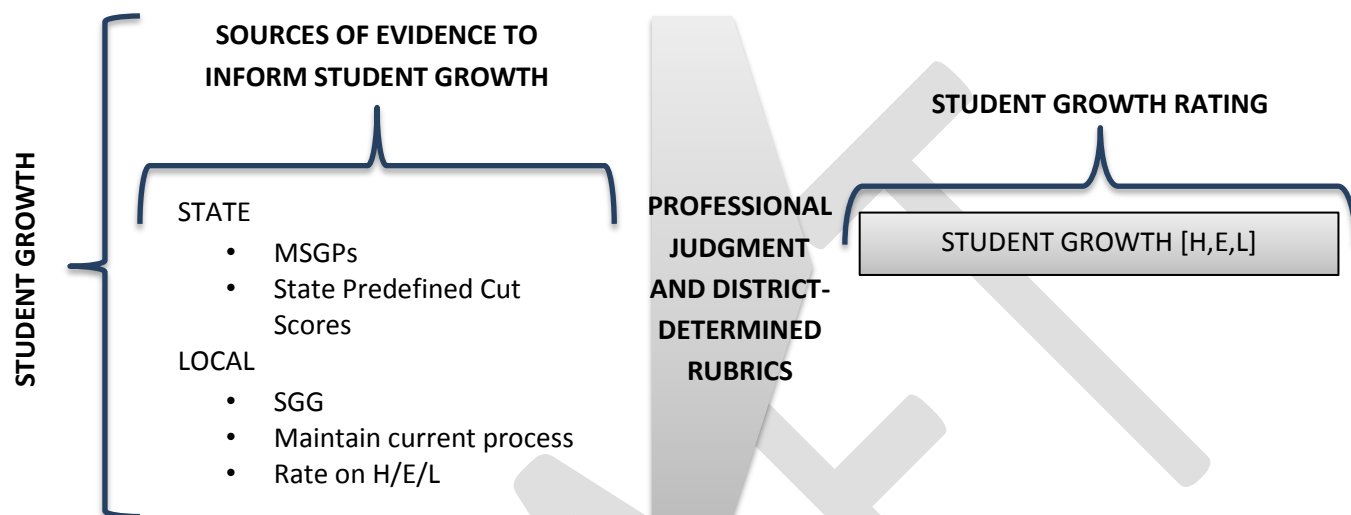 STUDENT GROWTH
SOURCES OF EVIDENCE TO
INFORM STUDENT GROWTH
STATE
• MSGPs
• State Predefined Cut
Scores
LOCAL
• SGG
• Maintain current process
• Rate on H/E/L
PROFESSIONAL
JUDGMENT
AND DISTRICT-
DETERMINED
RUBRICS
STUDENT GROWTH RATING
STUDENT GROWTH [H,E,L]